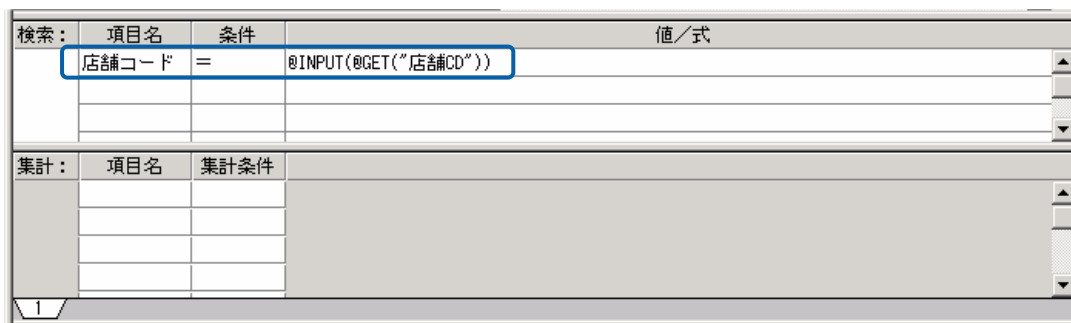 検索： 項目名 条件 値／式
店舗コード ＝ @INPUT(@GET("店舗CD"))
集計： 項目名 集計条件
1